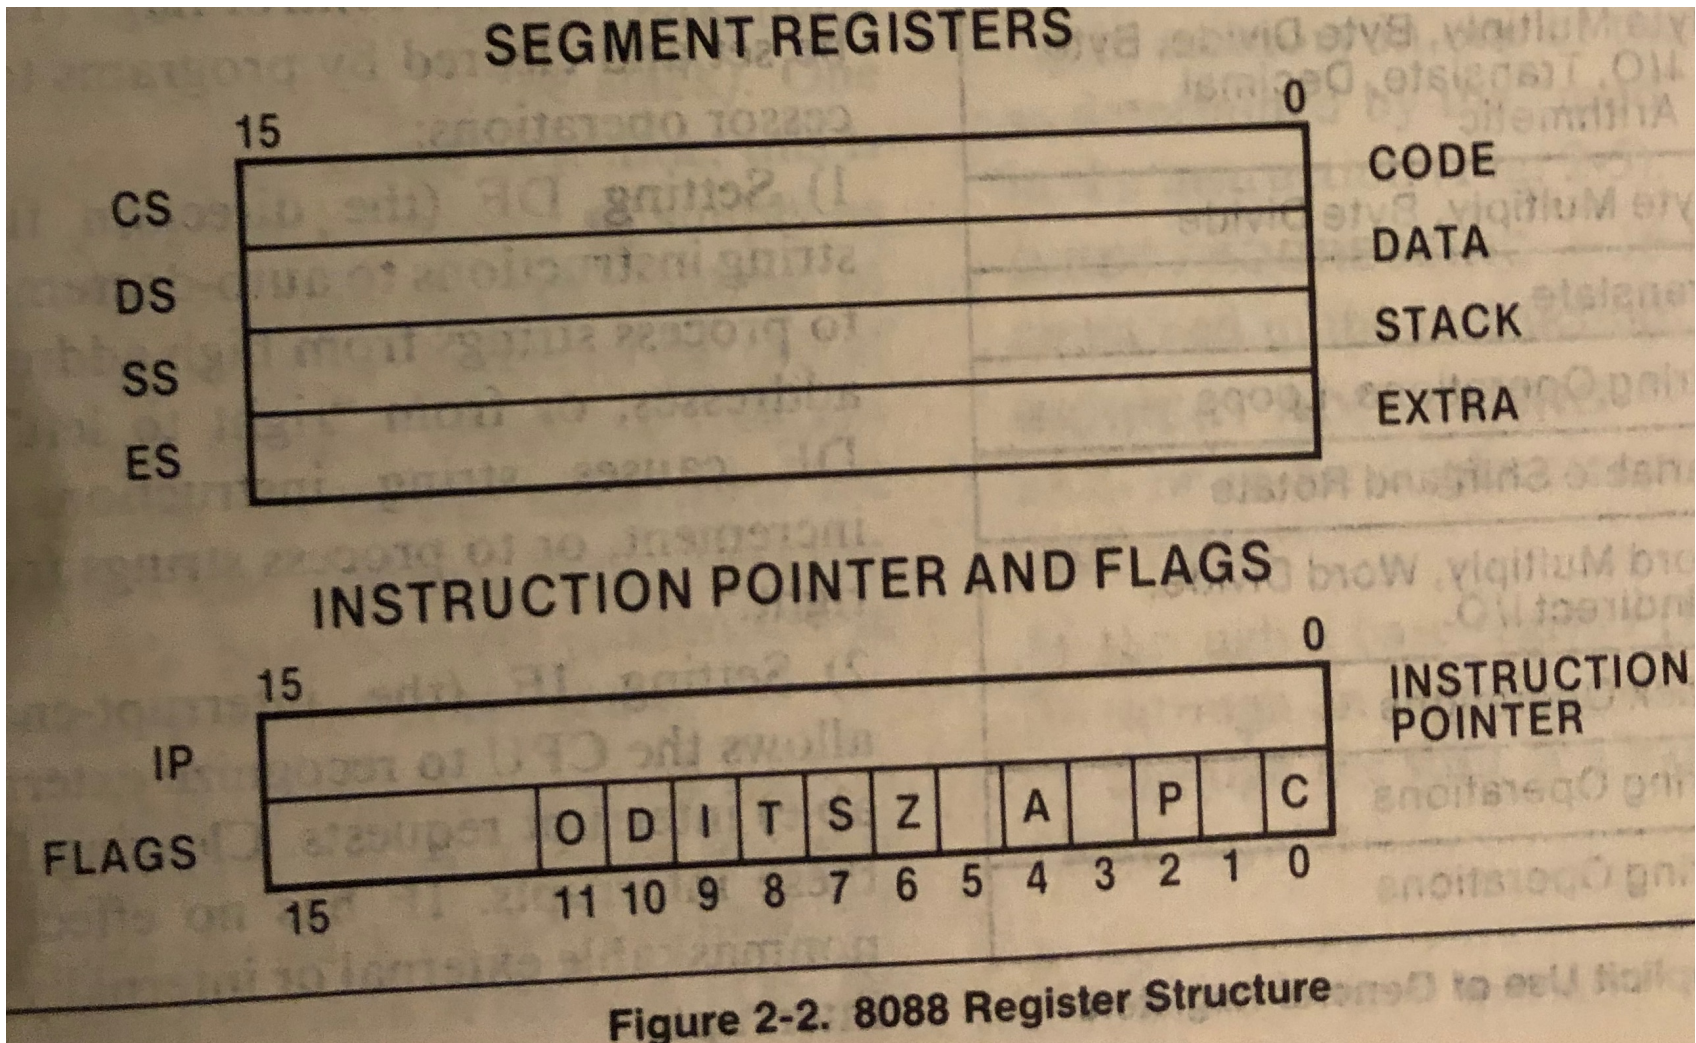 SEGMENT REGISTERS
15 0
CS CODE
DS DATA
SS STACK
ES EXTRA
INSTRUCTION POINTER AND FLAGS
15 0
IP INSTRUCTION
POINTER
FLAGS O D I T S Z A P C
15 11 10 9 8 7 6 5 4 3 2 1 0
Figure 2-2. 8088 Register Structure